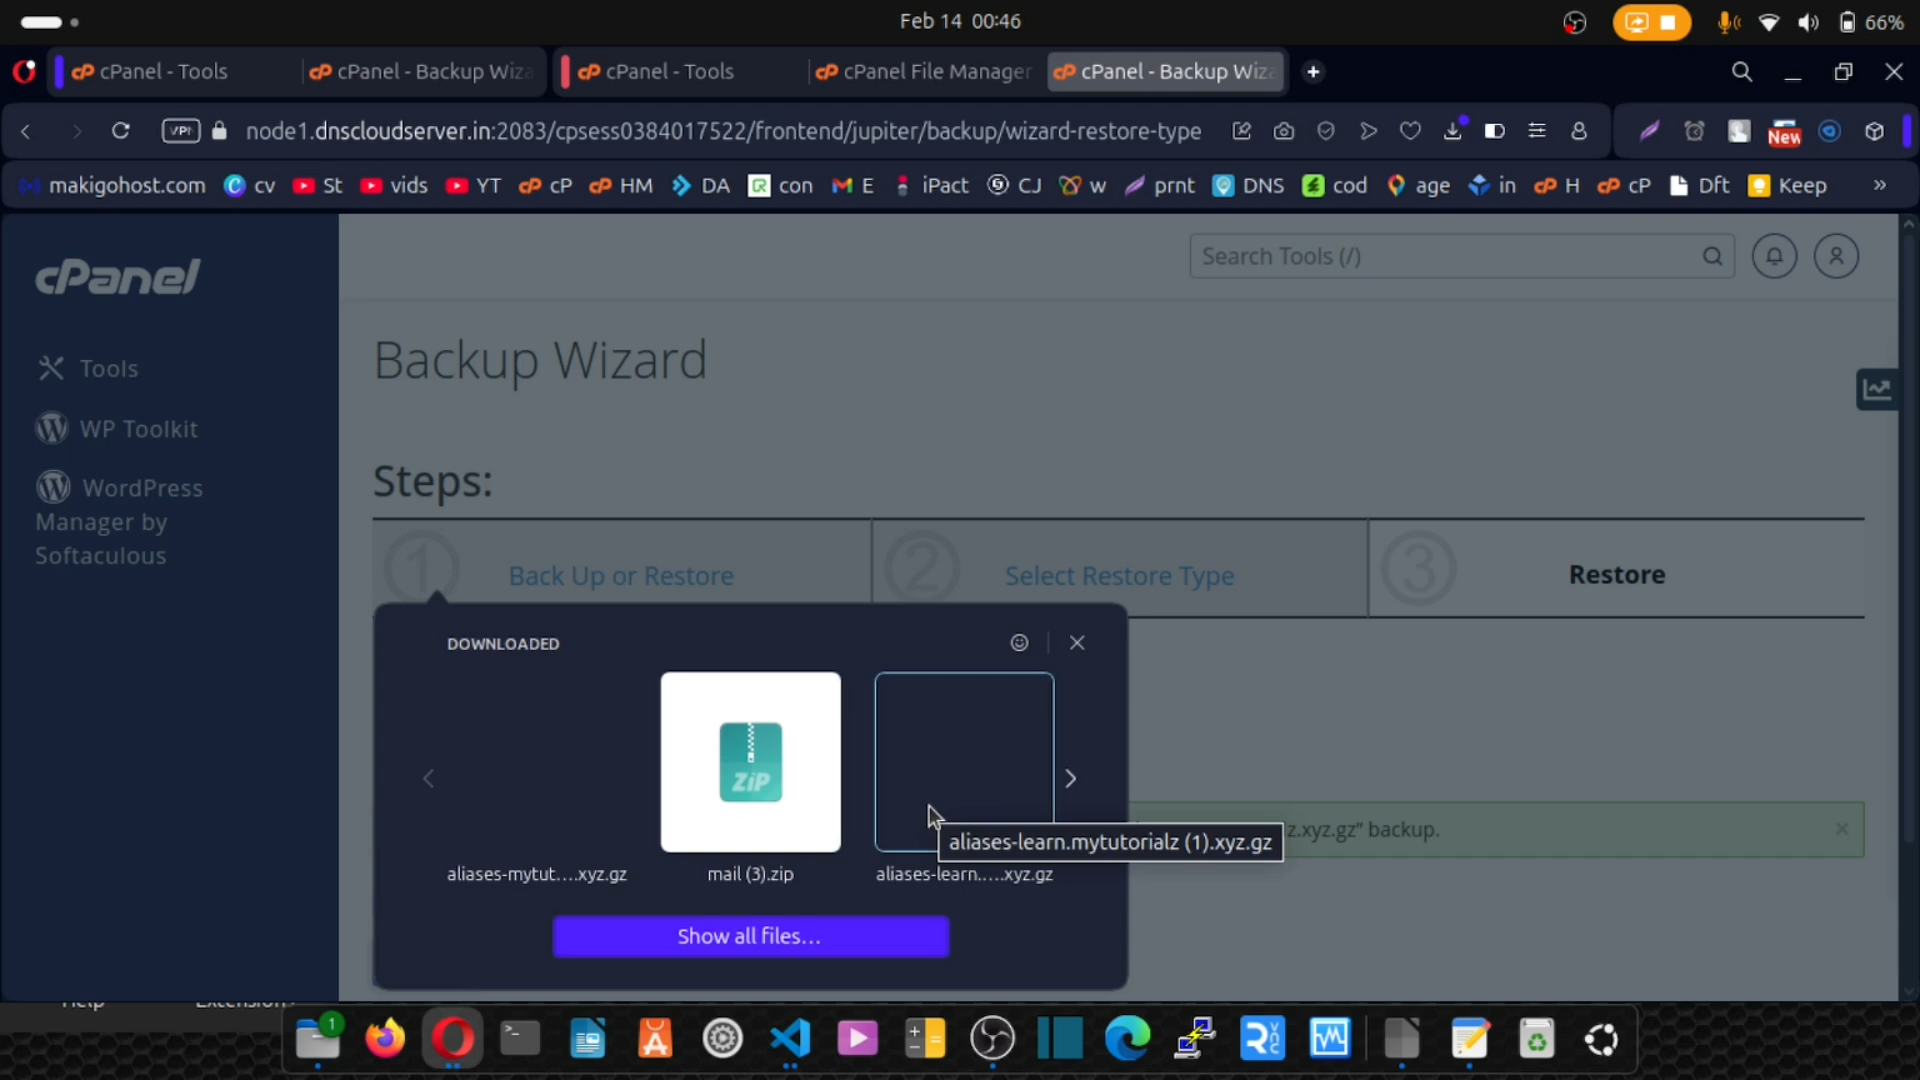 Feb 14 00:46
66%
cPanel - Tools
cPanel - Backup Wiza
cPanel - Tools
cPanel File Manager
cPanel - Backup Wiza
VPN
node1.dnscloudserver.in:2083/cpsess0384017522/frontend/jupiter/backup/wizard-restore-type
New
makigohost.com
cv
St
vids
YT
cP
HM
DA
con
E
iPact
CJ
w
prnt
DNS
cod
age
in
H
cP
Dft
Keep
»
cPanel
Search Tools (/)
Tools
WP Toolkit
WordPress
Manager by
Softaculous
Backup Wizard
Steps:
1
Back Up or Restore
2
Select Restore Type
3
Restore
DOWNLOADED
ZIP
z.xyz.gz” backup.
aliases-learn.mytutorialz (1).xyz.gz
aliases-mytut....xyz.gz
mail (3).zip
aliases-learn.....xyz.gz
Show all files...
1